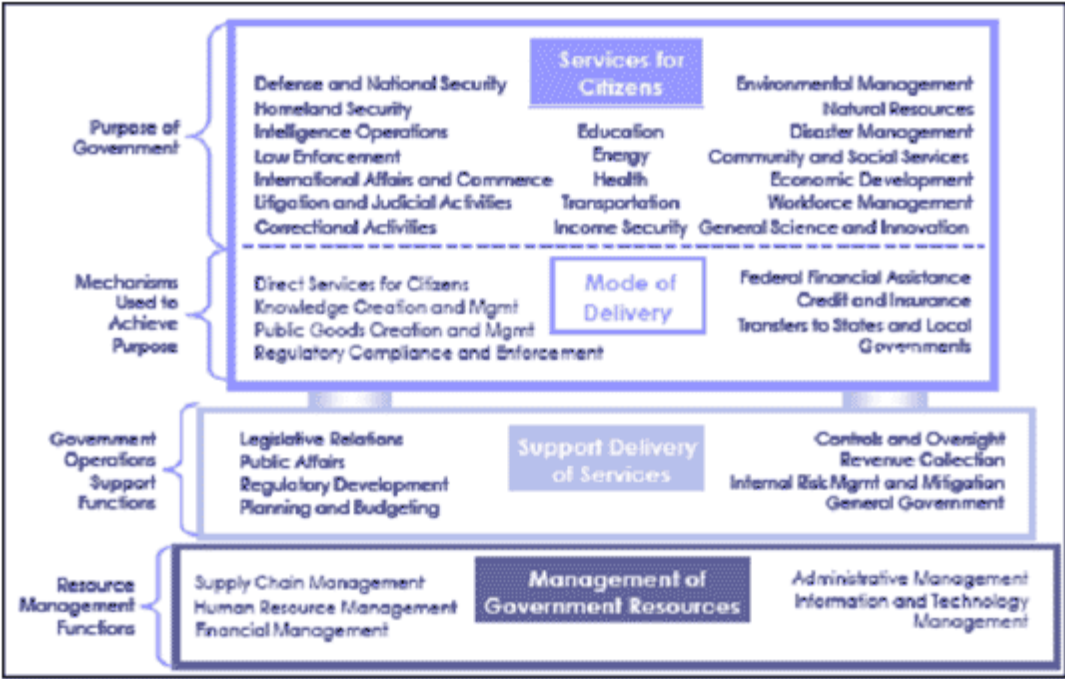 Purpose of
Government
Services for
Citizens
Defense and National Security
Homeland Security
Intelligence Operations
Law Enforcement
International Affairs and Commerce
Litigation and Judicial Activities
Correctional Activities
Education
Energy
Health
Transportation
Income Security
Environmental Management
Natural Resources
Disaster Management
Community and Social Services
Economic Development
Workforce Management
General Science and Innovation
Mechanisms
Used to
Achieve
Purpose
Mode of
Delivery
Direct Services for Citizens
Knowledge Creation and Mgmt
Public Goods Creation and Mgmt
Regulatory Compliance and Enforcement
Federal Financial Assistance
Credit and Insurance
Transfers to States and Local
Governments
Government
Operations
Support
Functions
Support Delivery
of Services
Legislative Relations
Public Affairs
Regulatory Development
Planning and Budgeting
Controls and Oversight
Revenue Collection
Internal Risk Mgmt and Mitigation
General Government
Resource
Management
Functions
Management of
Government Resources
Supply Chain Management
Human Resource Management
Financial Management
Administrative Management
Information and Technology
Management